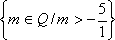 {m ∈ Q/m > -5/1}